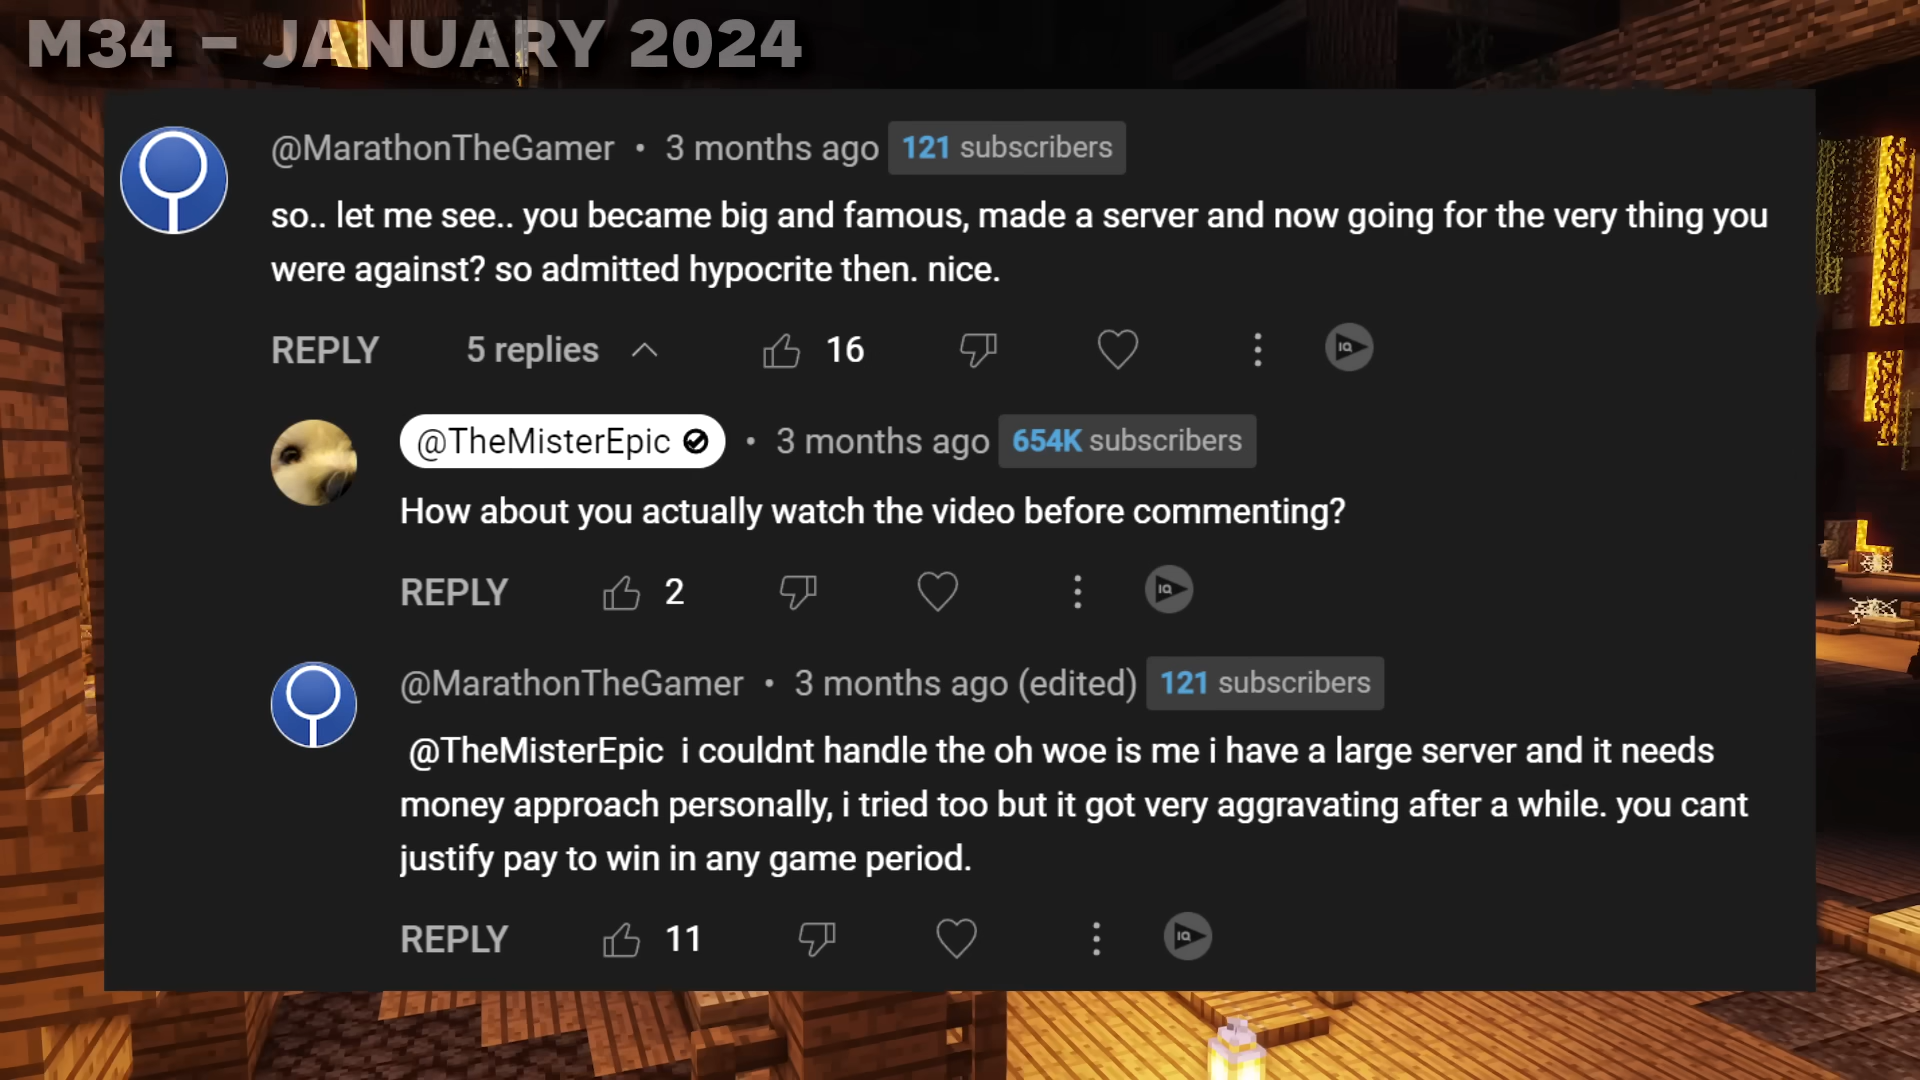 M34 - JANUARY 2024
@MarathonTheGamer • 3 months ago 121 subscribers
so.. let me see.. you became big and famous, made a server and now going for the very thing you
were against? so admitted hypocrite then. nice.
REPLY 5 replies 16 IQ
@TheMisterEpic • 3 months ago 654K subscribers
How about you actually watch the video before commenting?
REPLY 2 IQ
@MarathonTheGamer • 3 months ago (edited) 121 subscribers
@TheMisterEpic i couldnt handle the oh woe is me i have a large server and it needs
money approach personally, i tried too but it got very aggravating after a while. you cant
justify pay to win in any game period.
REPLY 11 IQ